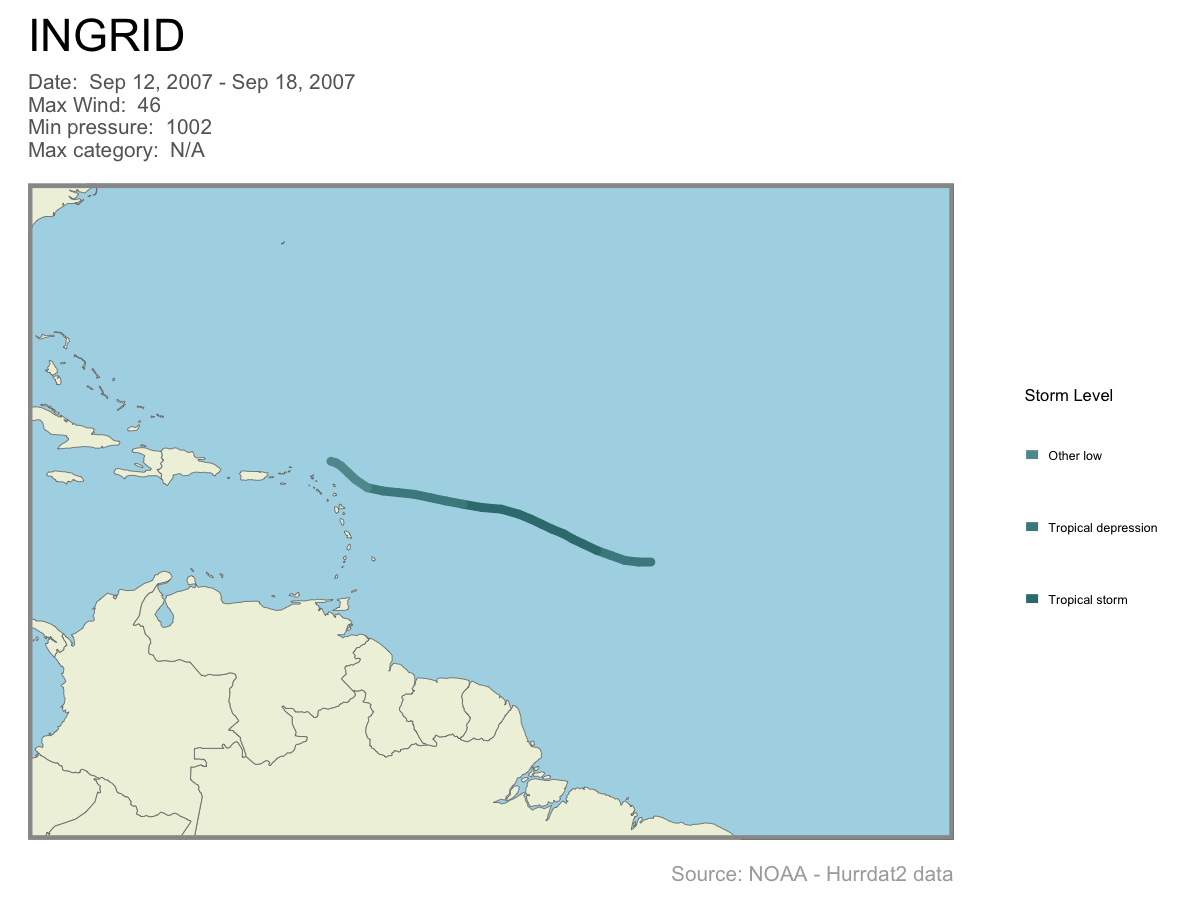 INGRID
Date:  Sep 12, 2007 - Sep 18, 2007
Max Wind:  46
Min pressure:  1002
Max category:  N/A
Storm Level
Other low
Tropical depression
Tropical storm
Source: NOAA - Hurrdat2 data